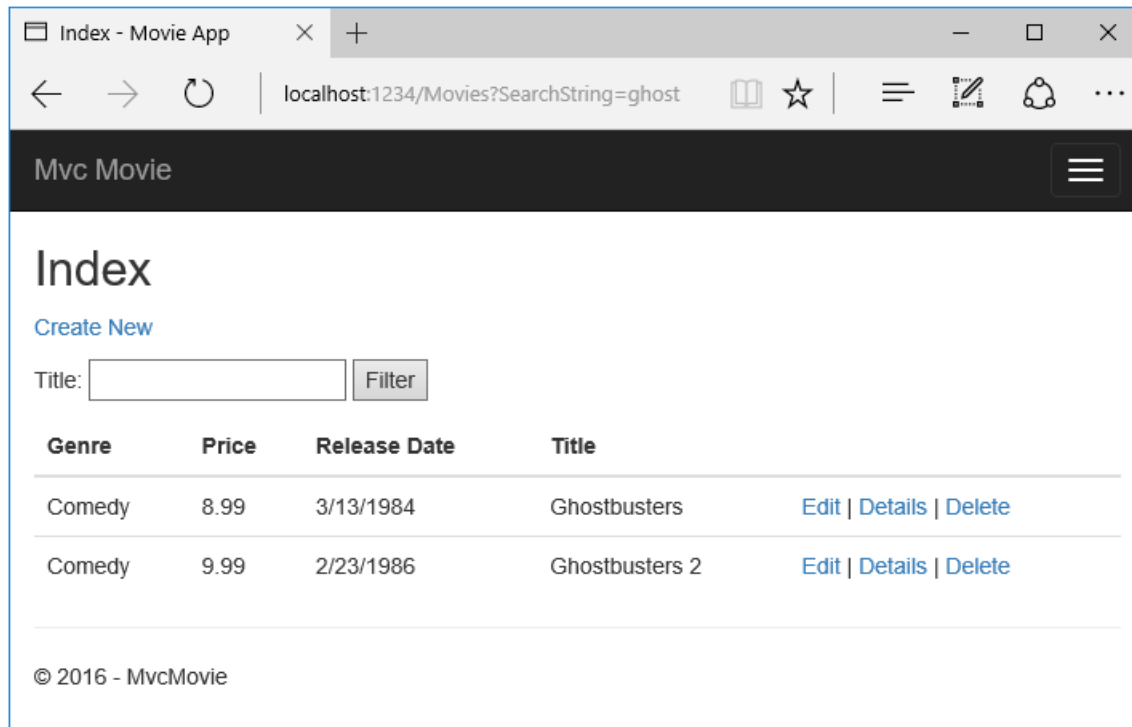 Index - Movie App
localhost:1234/Movies?SearchString=ghost
Mvc Movie
Index
Create New
Title: Filter
Genre Price Release Date Title
Comedy 8.99 3/13/1984 Ghostbusters Edit | Details | Delete
Comedy 9.99 2/23/1986 Ghostbusters 2 Edit | Details | Delete
© 2016 - MvcMovie